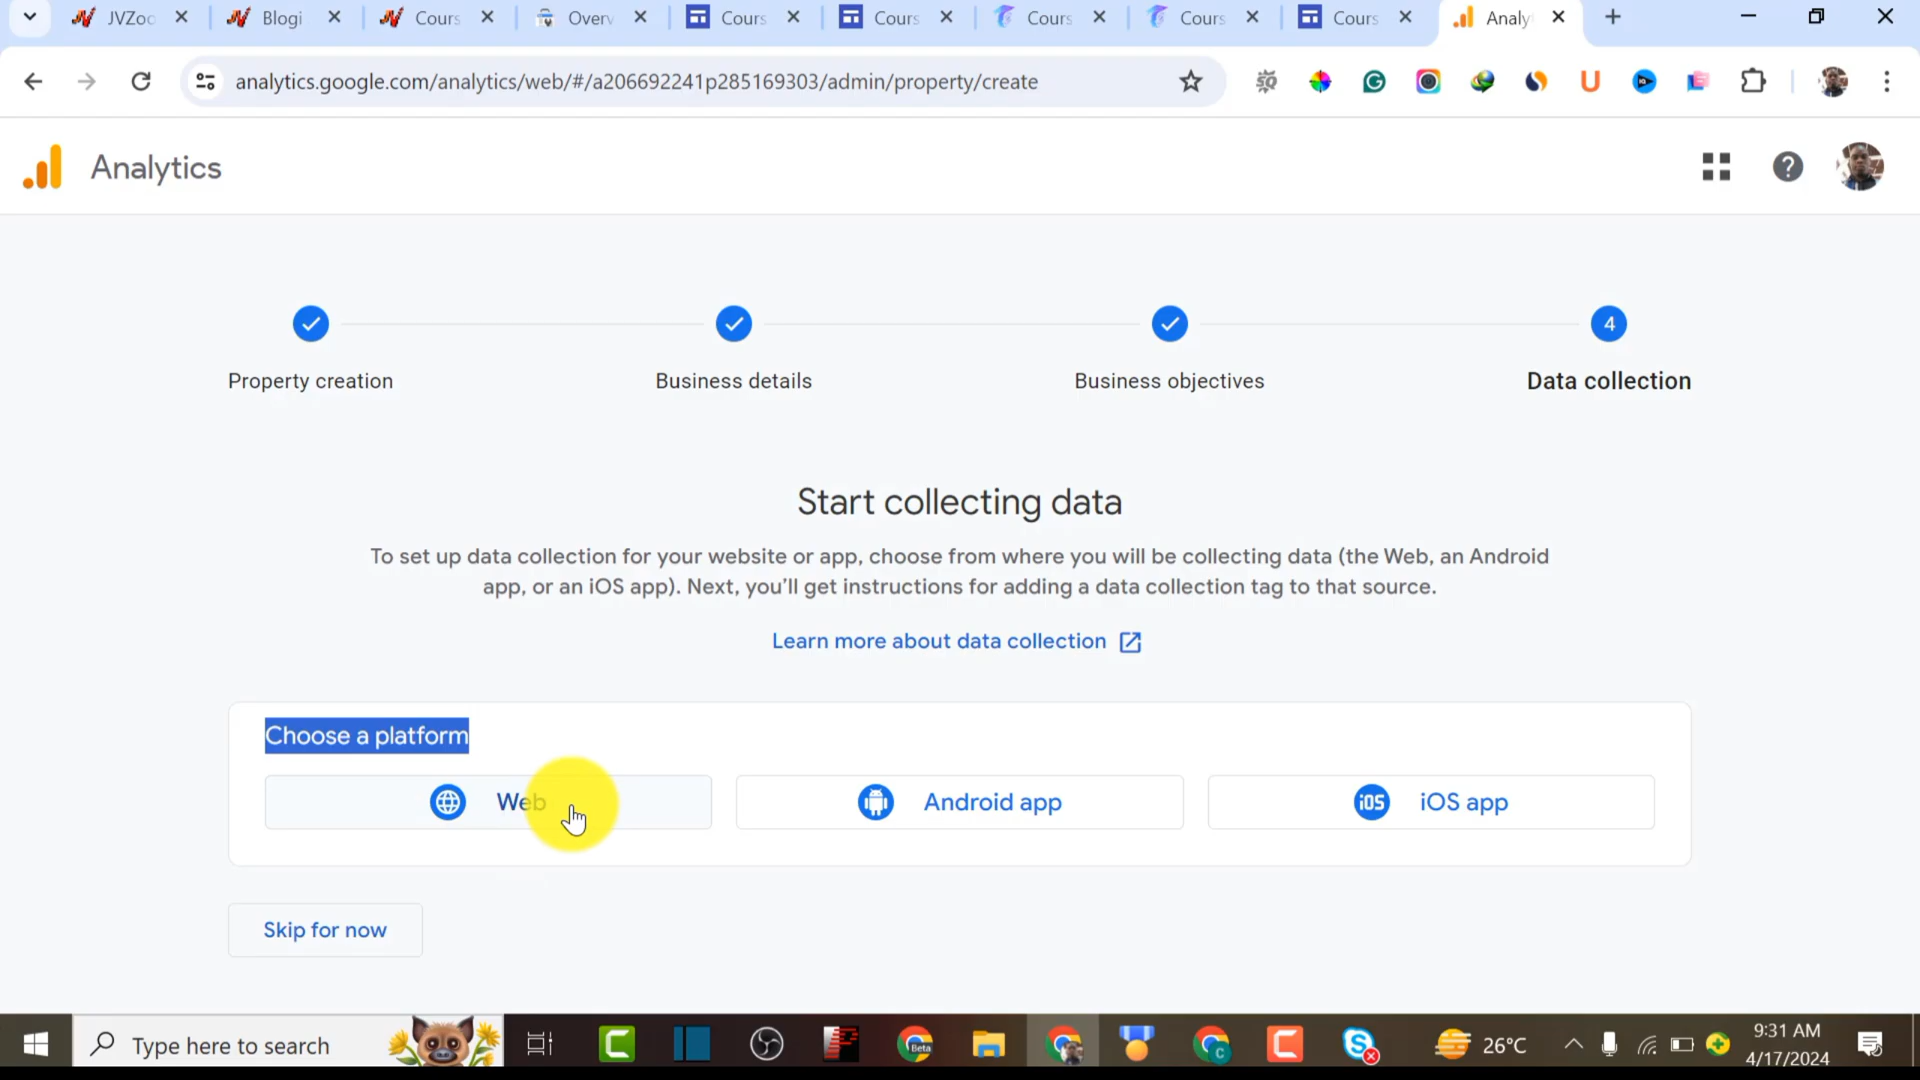 JVZoo
Blogi
Cours
Overv
Cours
Cours
Cours
Cours
Cours
Analy
analytics.google.com/analytics/web/#/a206692241p285169303/admin/property/create
Analytics
4
Property creation
Business details
Business objectives
Data collection
Start collecting data
To set up data collection for your website or app, choose from where you will be collecting data (the Web, an Android
app, or an iOS app). Next, you’ll get instructions for adding a data collection tag to that source.
Learn more about data collection
Choose a platform
Web
Android app
iOS
iOS app
Skip for now
Type here to search
Beta
26°C
9:31 AM
4/17/2024